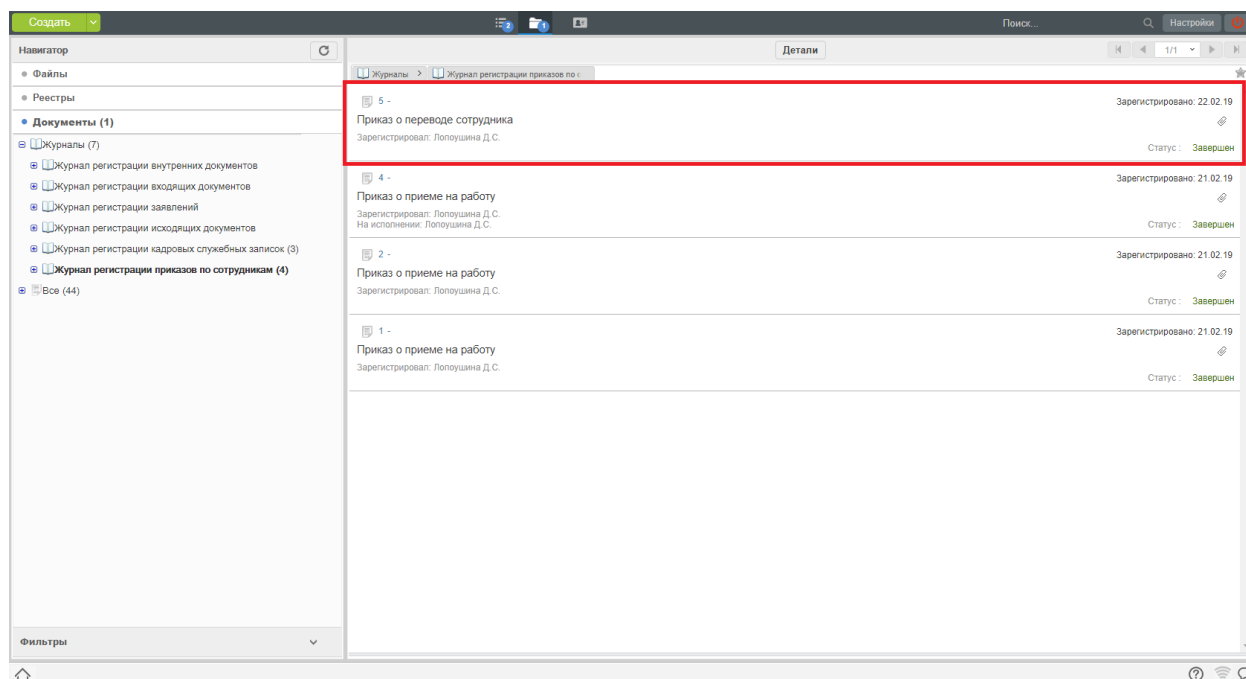 Создать
2
1
Поиск...
Настройки
Навигатор
Детали
1/1
Файлы
Журналы
Журнал регистрации приказов по с
Реестры
Документы (1)
Журналы (7)
Журнал регистрации внутренних документов
Журнал регистрации входящих документов
Журнал регистрации заявлений
Журнал регистрации исходящих документов
Журнал регистрации кадровых служебных записок (3)
Журнал регистрации приказов по сотрудникам (4)
Все (44)
5 -
Зарегистрировано: 22.02.19
Приказ о переводе сотрудника
Зарегистрировал: Лопоушина Д.С.
Статус : Завершен
4 -
Зарегистрировано: 21.02.19
Приказ о приеме на работу
Зарегистрировал: Лопоушина Д.С.
На исполнении: Лопоушина Д.С.
Статус : Завершен
2 -
Зарегистрировано: 21.02.19
Приказ о приеме на работу
Зарегистрировал: Лопоушина Д.С.
Статус : Завершен
1 -
Зарегистрировано: 21.02.19
Приказ о приеме на работу
Зарегистрировал: Лопоушина Д.С.
Статус : Завершен
Фильтры